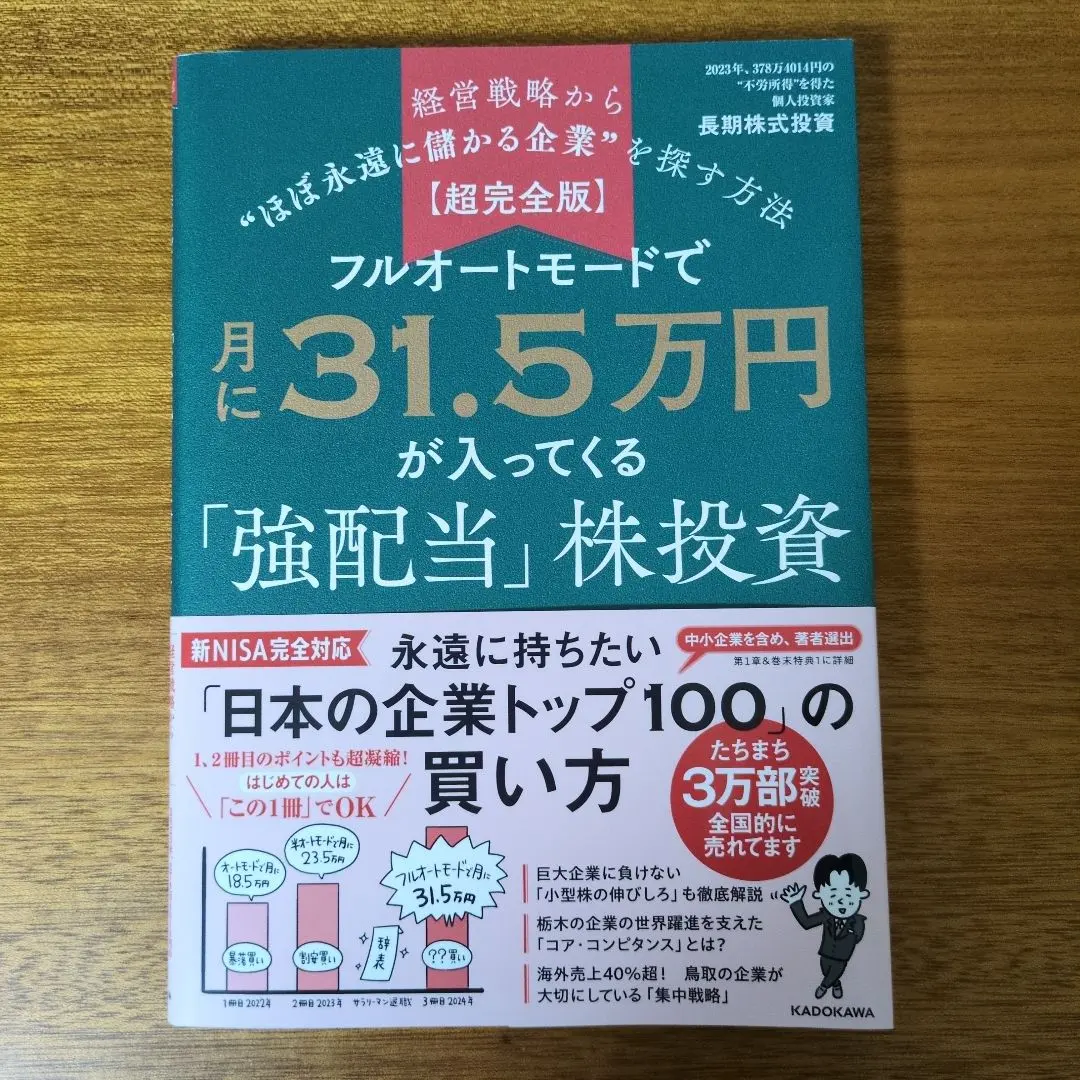 2023年、378万4014円の
“不労所得”を得た
個人投資家
長期株式投資
経営戦略から
“ほぼ永遠に儲かる企業”を探す方法
【超完全版】
フルオートモードで
月に31.5万円
が入ってくる
「強配当」株投資
新NISA完全対応
永遠に持ちたい
中小企業を含め、著者選出
第1章&巻末特典1に詳細
「日本の企業トップ100」の
買い方
1、2冊目のポイントも超凝縮!
はじめての人は
「この1冊」でOK
たちまち
3万部突破
全国的に
売れてます
オートモードで月に
18.5万円
半オートモードで月に
23.5万円
フルオートモードで月に
31.5万円
暴落買い
割安買い
辞表
??買い
1冊目2022年
2冊目2023年
サラリーマン退職
3冊目2024年
巨大企業に負けない
「小型株の伸びしろ」も徹底解説
栃木の企業の世界躍進を支えた
「コア・コンピタンス」とは?
海外売上40%超! 鳥取の企業が
大切にしている「集中戦略」
KADOKAWA